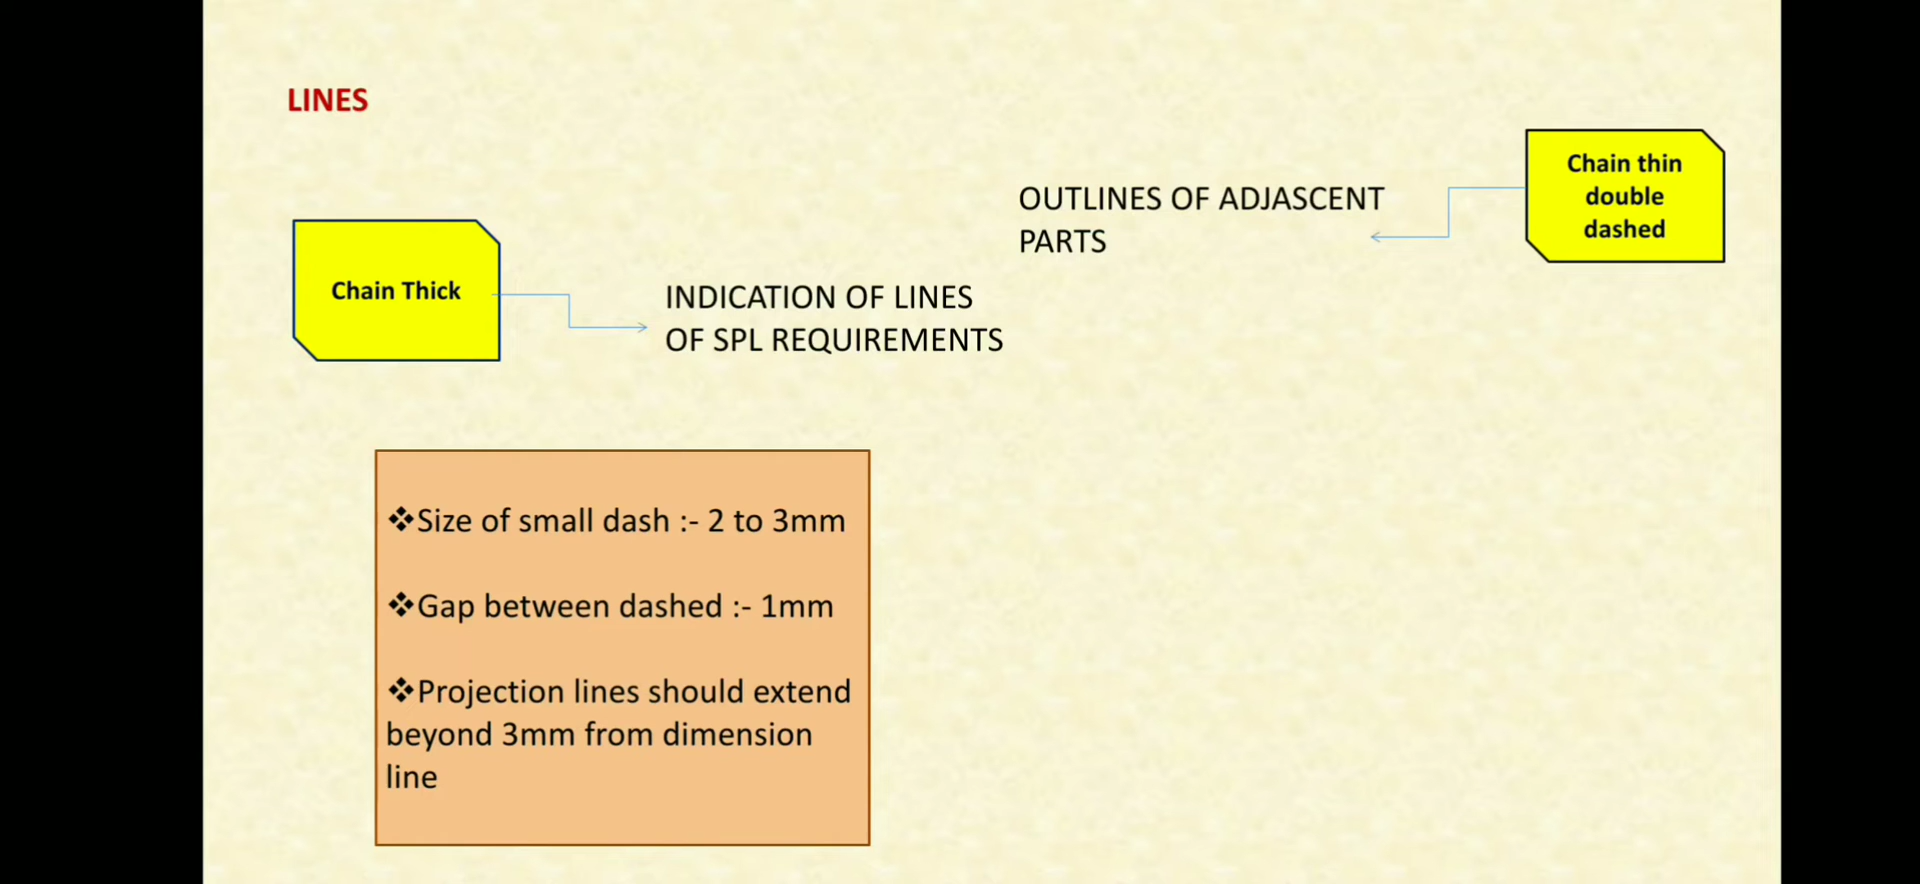 LINES
Chain Thick
INDICATION OF LINES
OF SPL REQUIREMENTS
OUTLINES OF ADJASCENT
PARTS
Chain thin
double
dashed
❖Size of small dash :- 2 to 3mm
❖Gap between dashed :- 1mm
❖Projection lines should extend
beyond 3mm from dimension
line